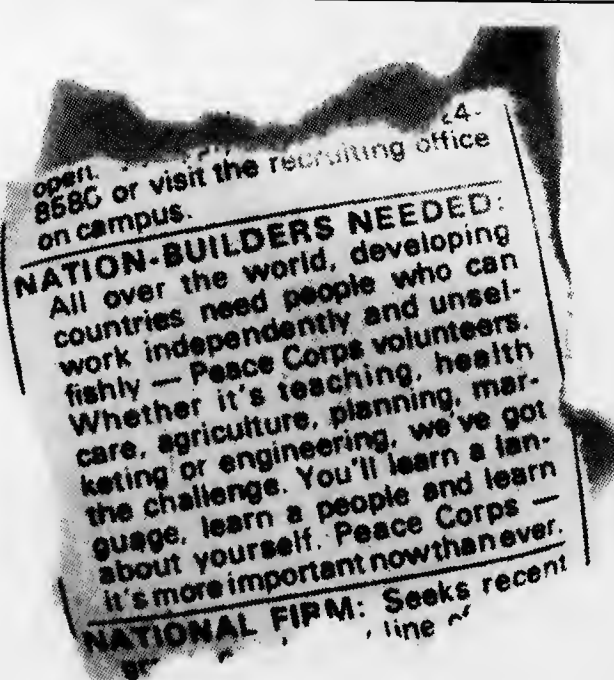 open. 24-
8680 or visit the recruiting office
on campus.
NATION-BUILDERS NEEDED:
All over the world, developing
countries need people who can
work independently and unsel-
fishly — Peace Corps volunteers.
Whether it's teaching, health
care, agriculture, planning, mar-
keting or engineering, we've got
the challenge. You'll learn a lan-
guage, learn a people and learn
about yourself. Peace Corps —
it's more important now than ever.
NATIONAL FIRM: Seeks recent
line of